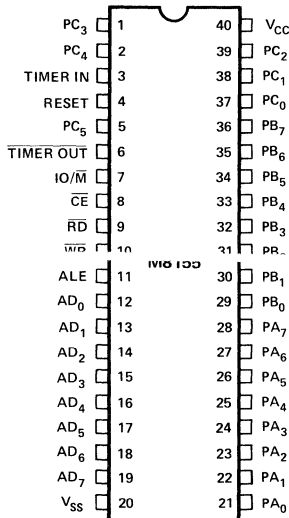 PC3 1 40 VCC
PC4 2 39 PC2
TIMER IN 3 38 PC1
RESET 4 37 PC0
PC5 5 36 PB7
TIMER OUT 6 35 PB6
IO/M 7 34 PB5
CE 8 33 PB4
RD 9 32 PB3
WR 10 31
M8155
ALE 11 30 PB1
AD0 12 29 PB0
AD1 13 28 PA7
AD2 14 27 PA6
AD3 15 26 PA5
AD4 16 25 PA4
AD5 17 24 PA3
AD6 18 23 PA2
AD7 19 22 PA1
VSS 20 21 PA0